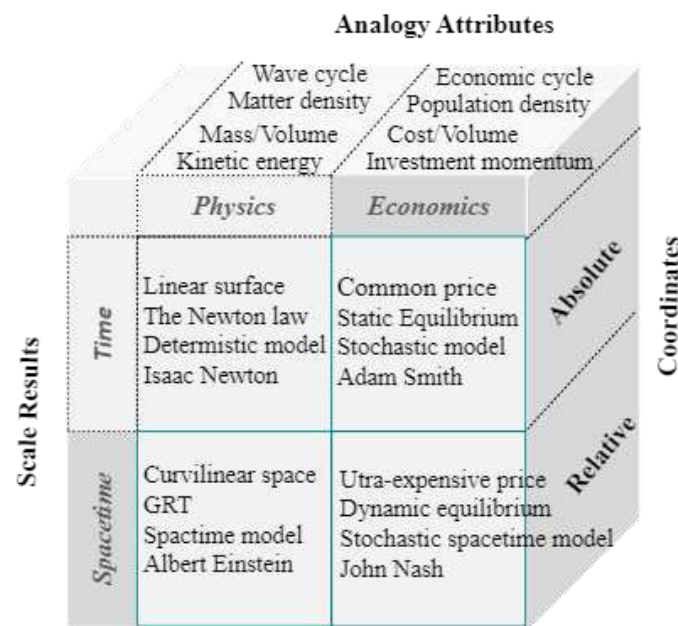 Analogy Attributes
Wave cycle
Matter density
Mass/Volume
Kinetic energy
Economic cycle
Population density
Cost/Volume
Investment momentum
Physics
Economics
Scale Results
Time
Linear surface
The Newton law
Determistic model
Isaac Newton
Common price
Static Equilibrium
Stochastic model
Adam Smith
Absolute
Coordinates
Spacetime
Curvilinear space
GRT
Spactime model
Albert Einstein
Utra-expensive price
Dynamic equilibrium
Stochastic spacetime model
John Nash
Relative